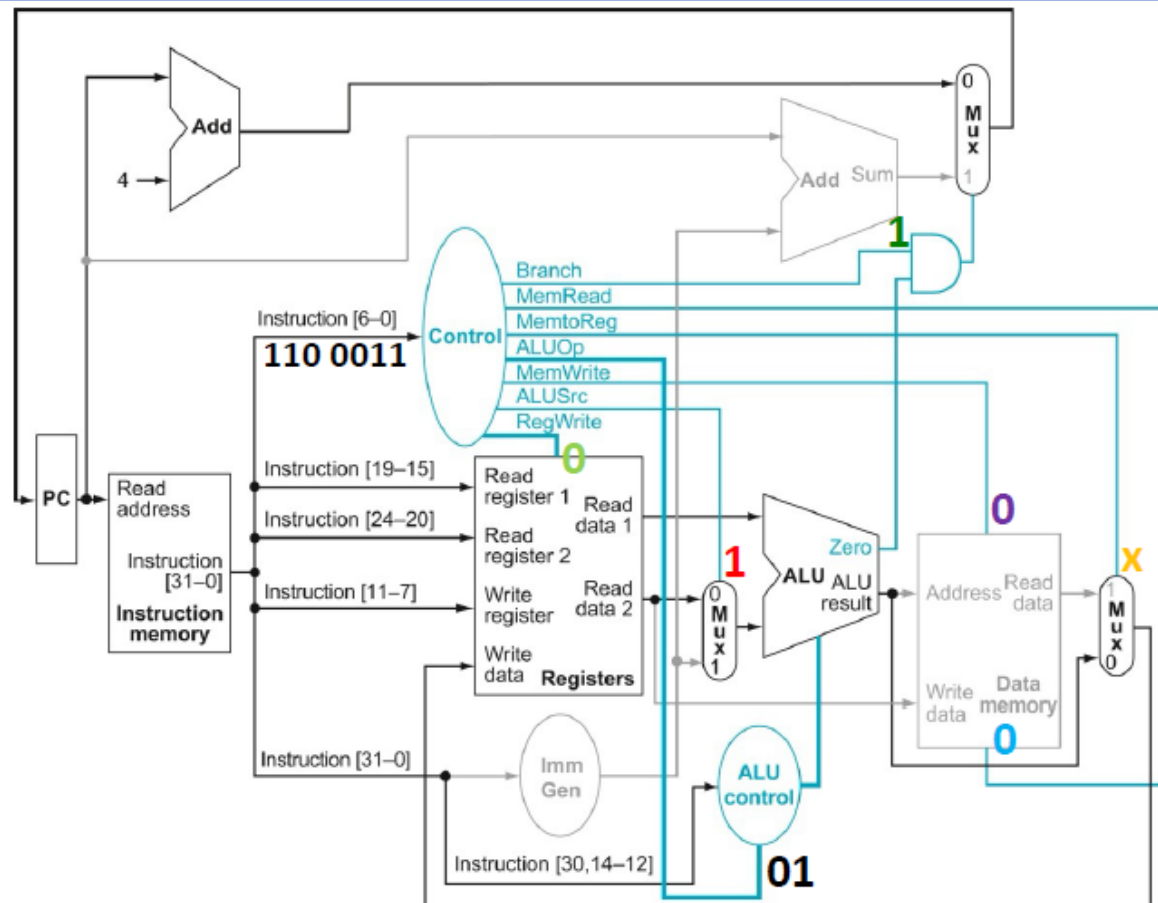 Add
4
0
Mux
1
Add Sum
1
Branch
MemRead
MemtoReg
ALUOp
MemWrite
ALUSrc
RegWrite
Control
Instruction [6–0]
110 0011
0
PC
Read
address
Instruction
[31–0]
Instruction
memory
Instruction [19–15]
Instruction [24–20]
Instruction [11–7]
Instruction [31–0]
Read
register 1
Read
register 2
Write
register
Write
data
Read
data 1
Read
data 2
Registers
1
0
Mux
1
Zero
ALU
ALU
result
0
Address
Read
data
Write
data
Data
memory
0
X
1
Mux
0
Imm
Gen
ALU
control
Instruction [30,14–12]
01